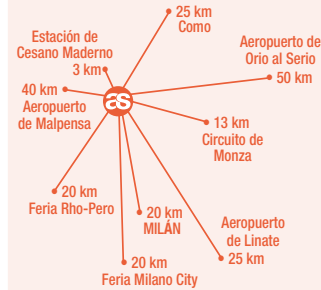 25 km
Como
Estación de
Cesano Maderno
3 km
Aeropuerto de
Orio al Serio
50 km
40 km
Aeropuerto
de Malpensa
as
13 km
Circuito de
Monza
20 km
Feria Rho-Pero
20 km
MILÁN
Aeropuerto
de Linate
25 km
20 km
Feria Milano City